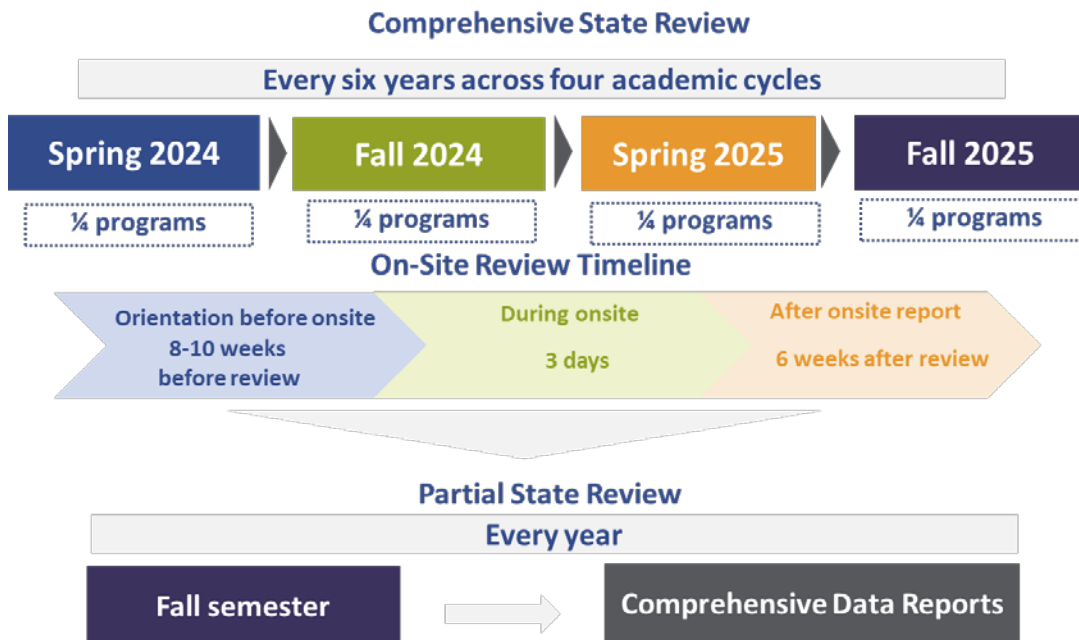 Comprehensive State Review
Every six years across four academic cycles
Spring 2024
Fall 2024
Spring 2025
Fall 2025
¼ programs
¼ programs
¼ programs
¼ programs
On-Site Review Timeline
Orientation before onsite
8-10 weeks
before review
During onsite
3 days
After onsite report
6 weeks after review
Partial State Review
Every year
Fall semester
Comprehensive Data Reports